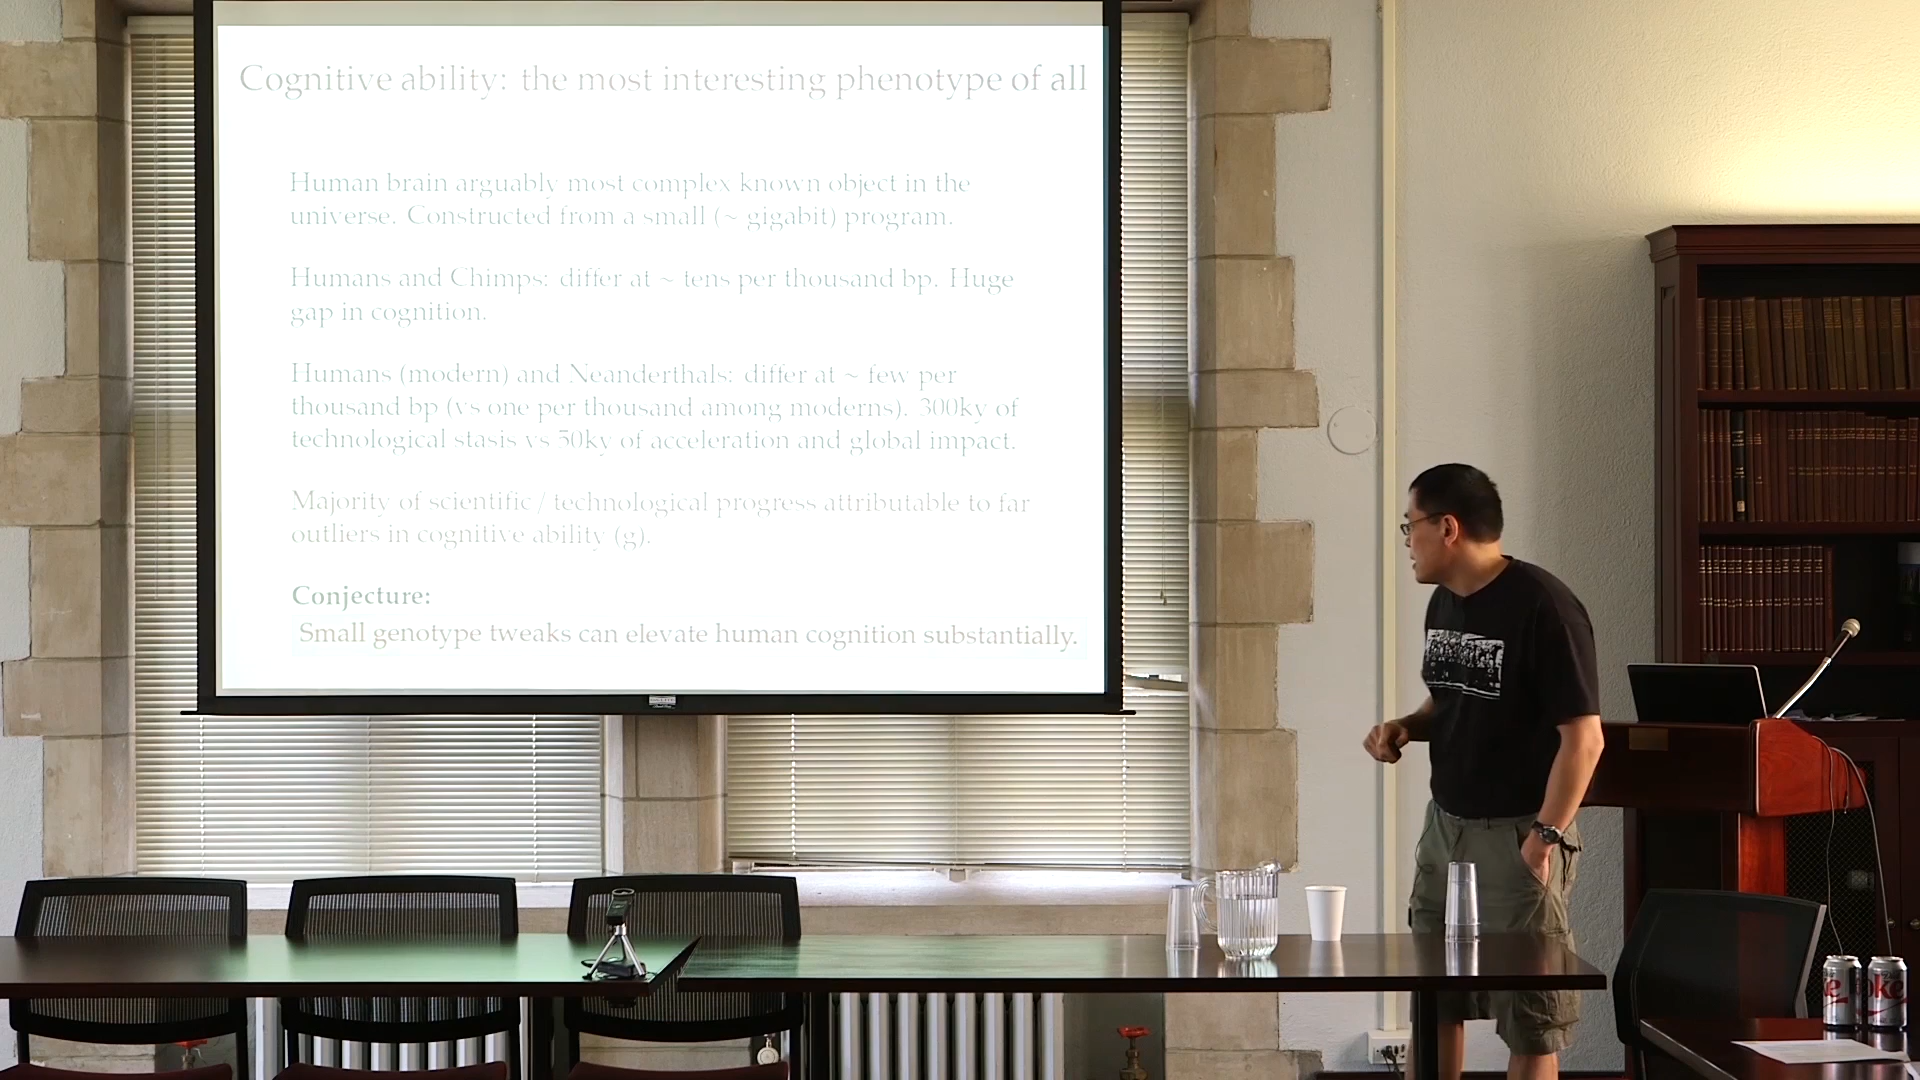 Cognitive ability: the most interesting phenotype of all
Human brain arguably most complex known object in the
universe. Constructed from a small (~ gigabit) program.
Humans and Chimps: differ at ~ tens per thousand bp. Huge
gap in cognition.
Humans (modern) and Neanderthals: differ at ~ few per
thousand bp (vs one per thousand among moderns). 300ky of
technological stasis vs 50ky of acceleration and global impact.
Majority of scientific / technological progress attributable to far
outliers in cognitive ability (g).
Conjecture:
Small genotype tweaks can elevate human cognition substantially.
ke
oke